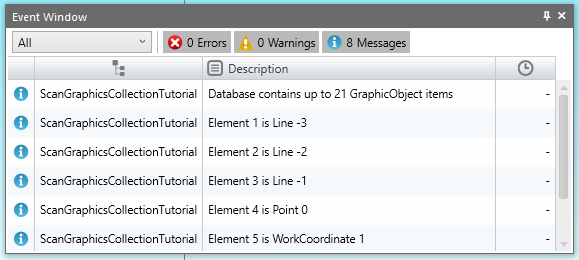 Event Window
All
0 Errors
0 Warnings
8 Messages
Description
ScanGraphicsCollectionTutorial Database contains up to 21 GraphicObject items -
ScanGraphicsCollectionTutorial Element 1 is Line -3 -
ScanGraphicsCollectionTutorial Element 2 is Line -2 -
ScanGraphicsCollectionTutorial Element 3 is Line -1 -
ScanGraphicsCollectionTutorial Element 4 is Point 0 -
ScanGraphicsCollectionTutorial Element 5 is WorkCoordinate 1 -